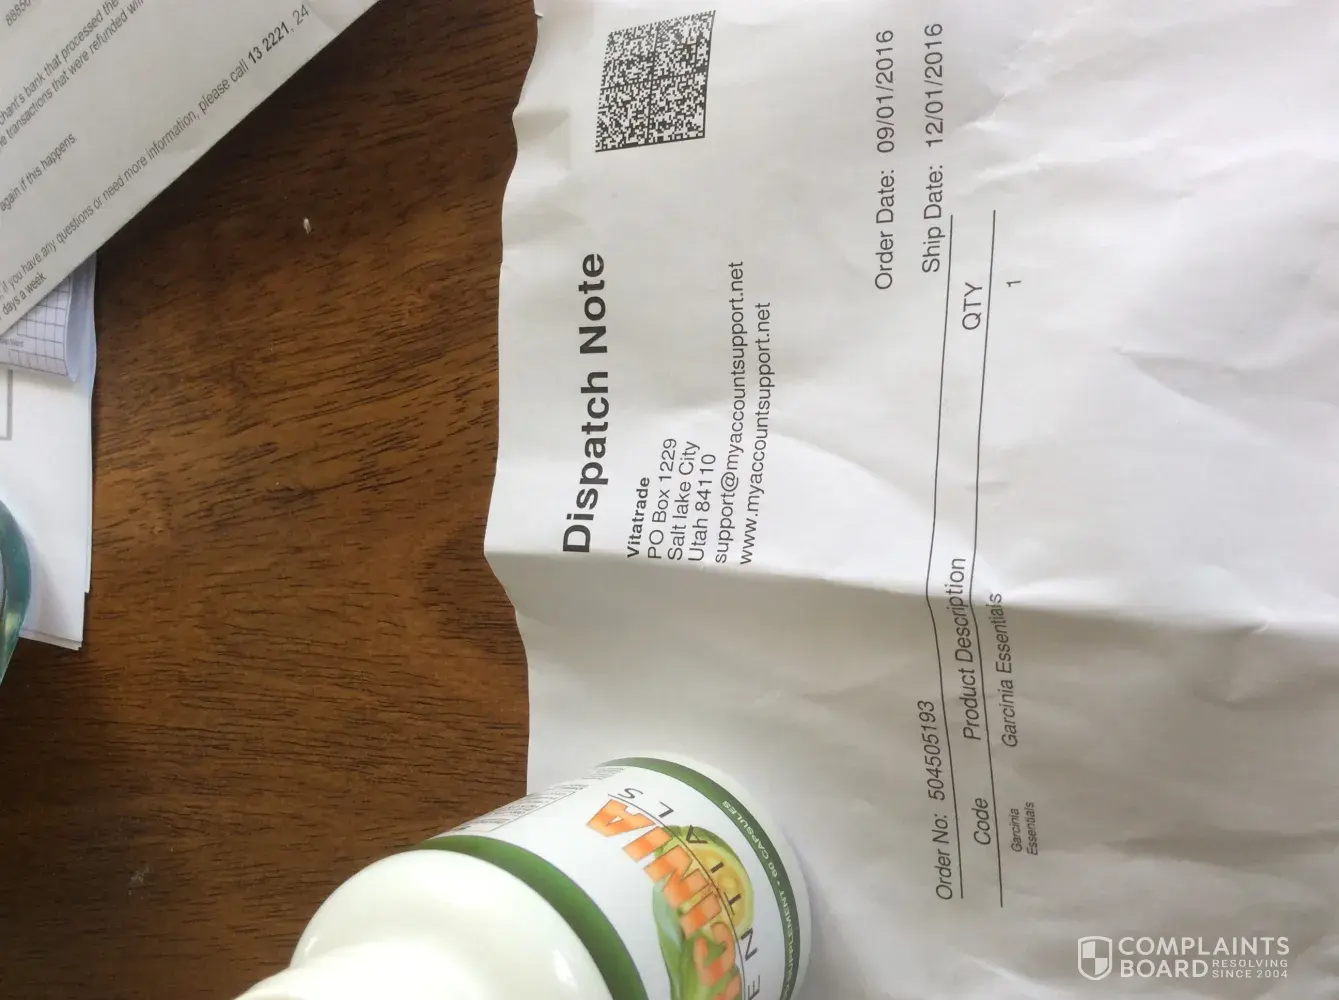 Dispatch Note
Vitatrade
PO Box 1229
Salt lake City
Utah 84110
support@myaccountsupport.net
www.myaccountsupport.net
Order Date: 09/01/2016
Order No: 504505193
Ship Date: 12/01/2016
Code Product Description QTY
Garcinia Essentials
Garcinia Essentials
1
chant's bank that processed the
transactions that were refunded
again if this happens.
if you have any questions or need more information, please call 13 2221, 24
days a week
60 CAPSULES
COMPLAINTS
BOARD RESOLVING
SINCE 2004